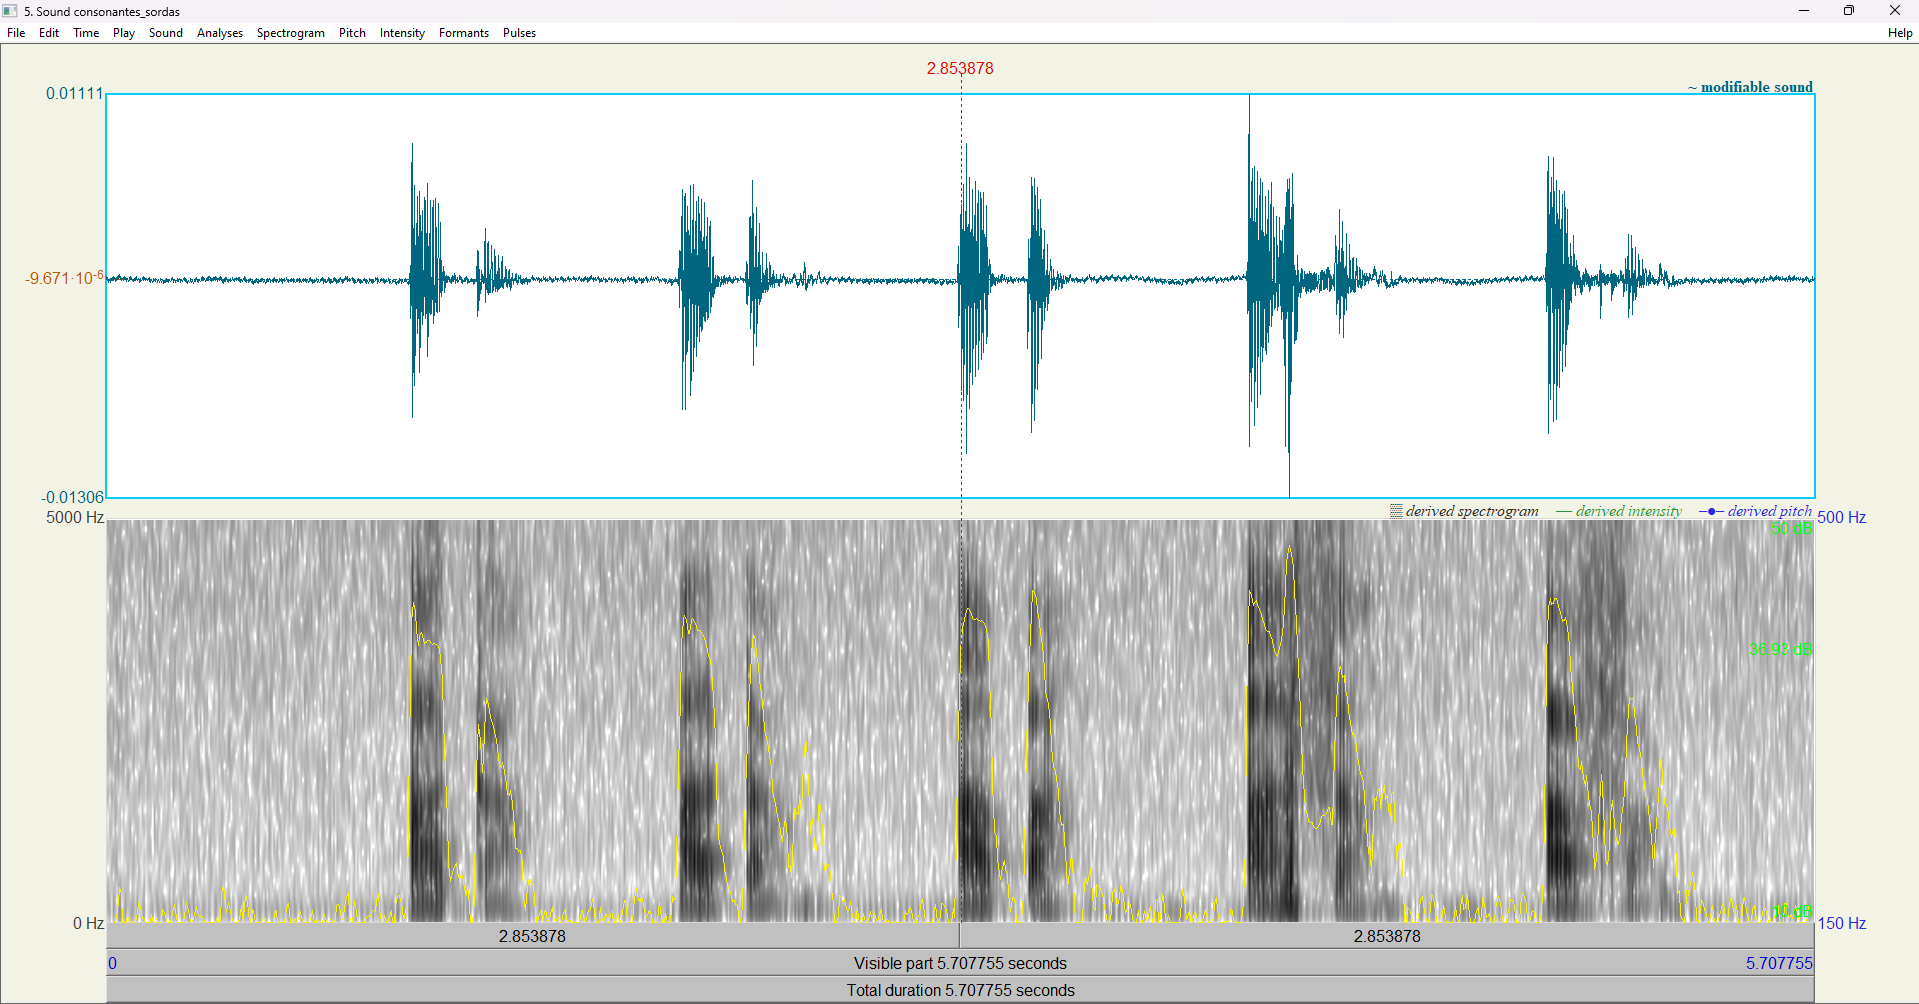 5. Sound consonantes_sordas
File Edit Time Play Sound Analyses Spectrogram Pitch Intensity Formants Pulses Help
2.853878
0.01111
~ modifiable sound
-9.671·10-6
-0.01306
5000 Hz
derived spectrogram derived intensity derived pitch
500 Hz
50 dB
36.93 dB
10 dB
0 Hz
150 Hz
2.853878 2.853878
0 Visible part 5.707755 seconds 5.707755
Total duration 5.707755 seconds